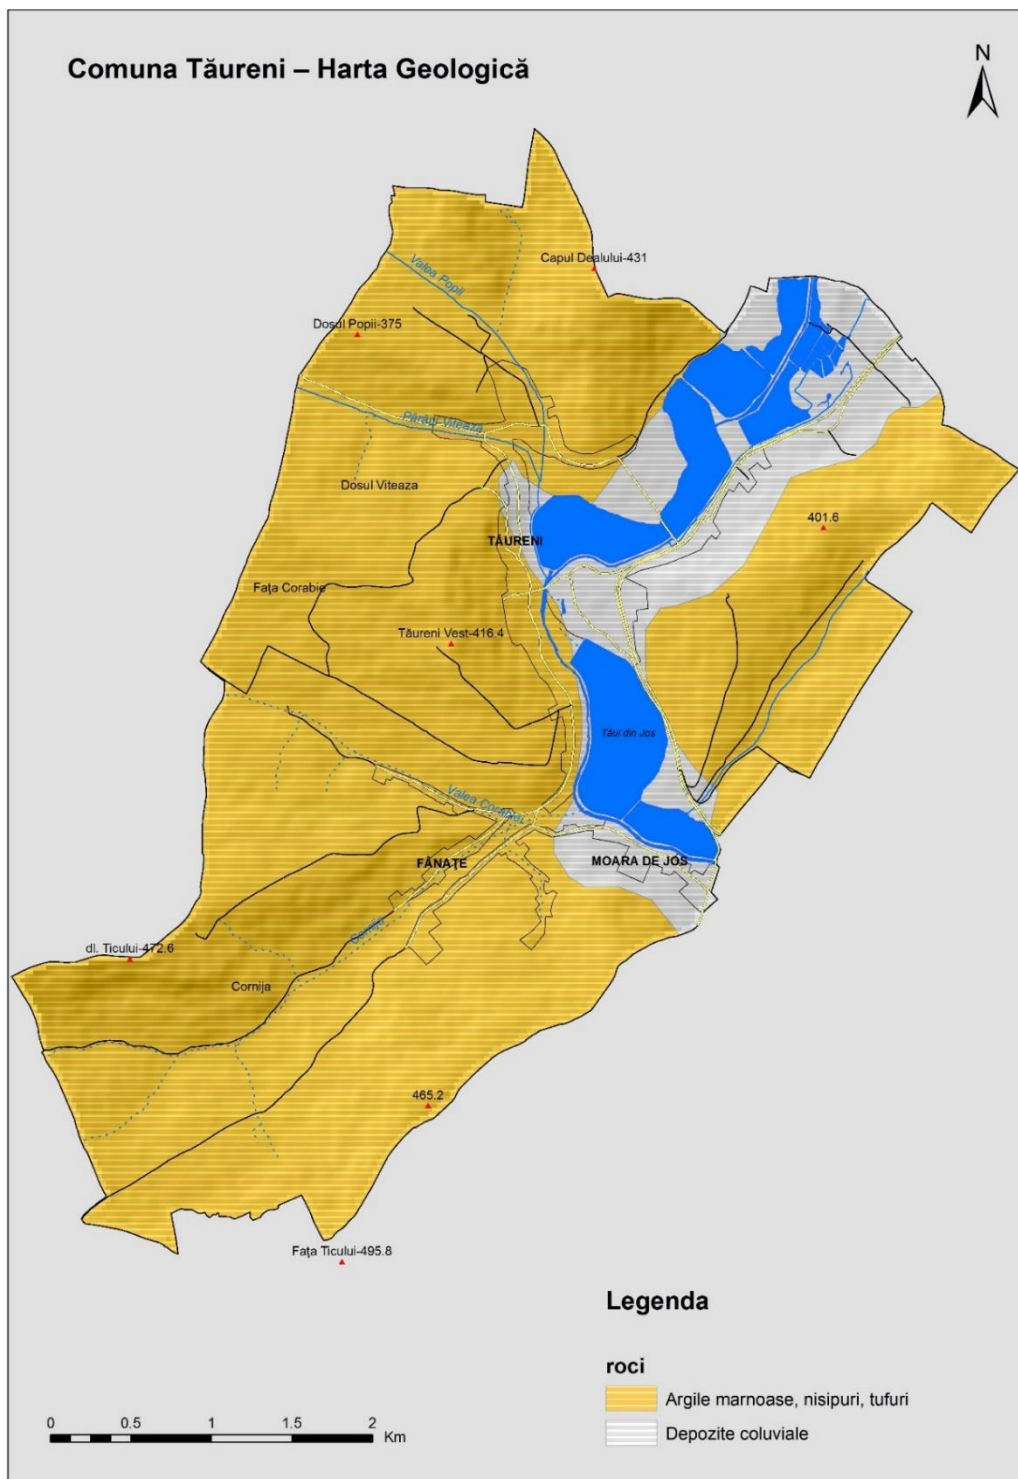 Comuna Tăureni – Harta Geologică
N
Capul Dealului-431
Valea Popii
Dosul Popii-375
Pârâul Viteaza
Dosul Viteaza
401.6
TĂURENI
Fața Corabie
Tăureni Vest-416.4
Tăul din Jos
Valea Corabiei
FÂNAȚE
MOARA DE JOS
Cornița
dl. Ticului-472.6
Cornija
465.2
Fața Ticului-495.8
Legenda
roci
Argile marnoase, nisipuri, tufuri
Depozite coluviale
0 0.5 1 1.5 2
Km